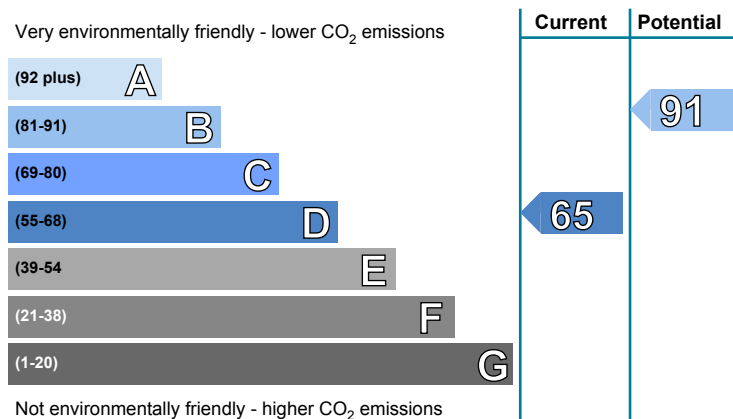 Current Potential
Very environmentally friendly - lower CO2 emissions
(92 plus) A
91
(81-91) B
(69-80) C
(55-68) D
65
(39-54 E
(21-38) F
(1-20) G
Not environmentally friendly - higher CO2 emissions